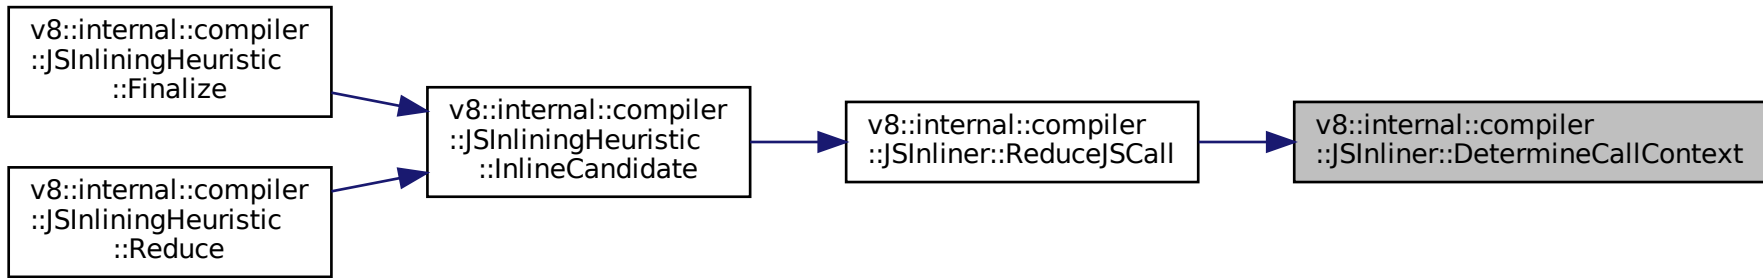 v8::internal::compiler
::JSInliningHeuristic
::Finalize
v8::internal::compiler
::JSInliningHeuristic
::Reduce
v8::internal::compiler
::JSInliningHeuristic
::InlineCandidate
v8::internal::compiler
::JSInliner::ReduceJSCall
v8::internal::compiler
::JSInliner::DetermineCallContext